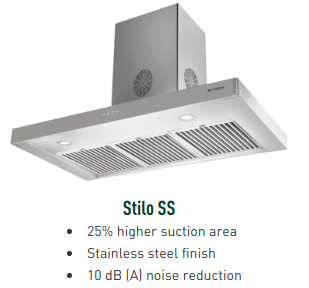 Stilo SS
• 25% higher suction area
• Stainless steel finish
• 10 dB (A) noise reduction